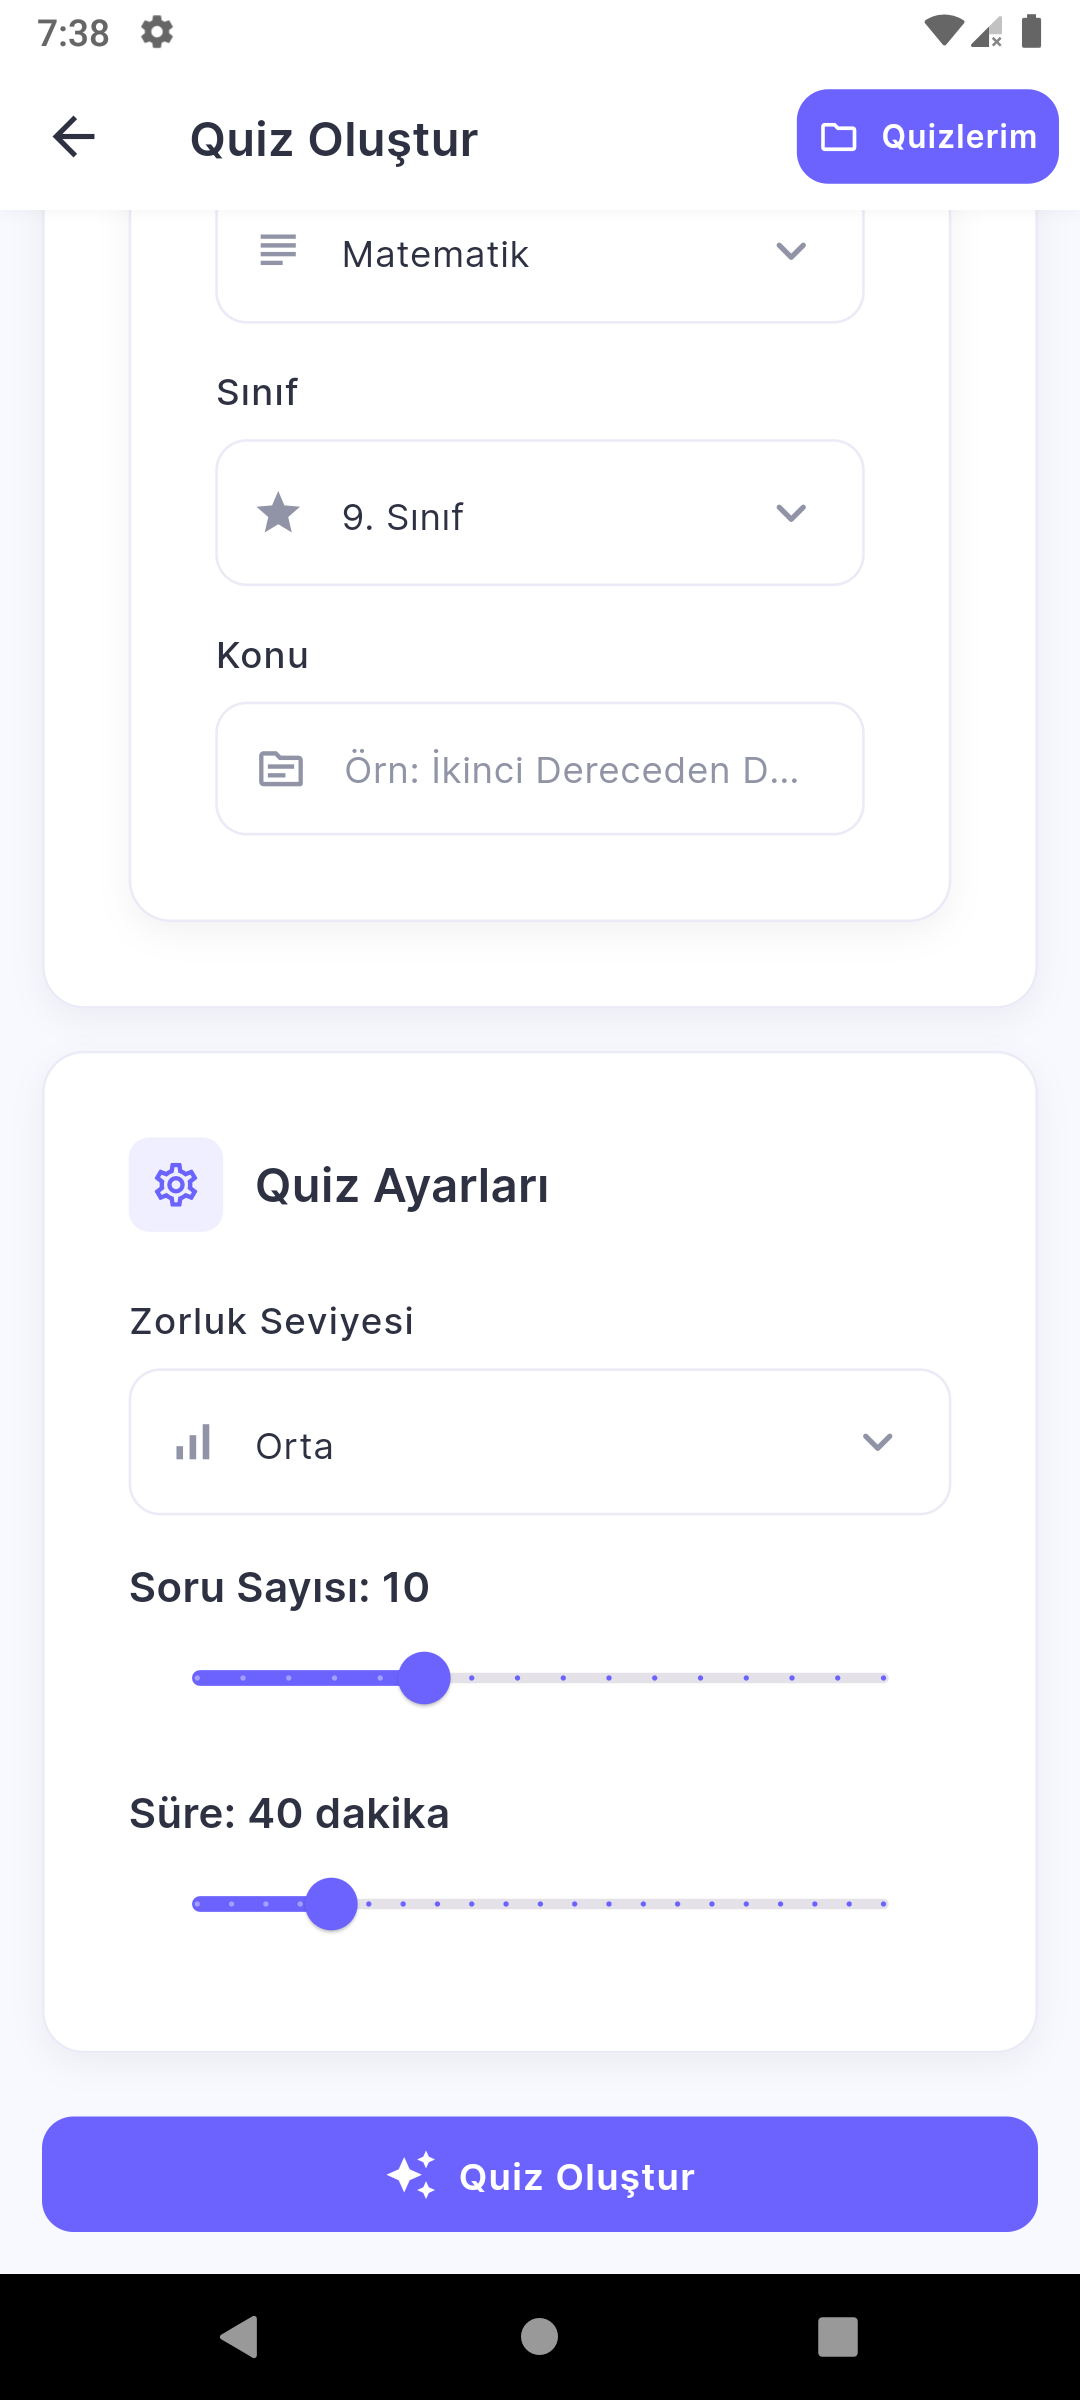 7:38
Quiz Oluştur
Quizlerim
Matematik
Sınıf
9. Sınıf
Konu
Örn: İkinci Dereceden D...
Quiz Ayarları
Zorluk Seviyesi
Orta
Soru Sayısı: 10
Süre: 40 dakika
Quiz Oluştur